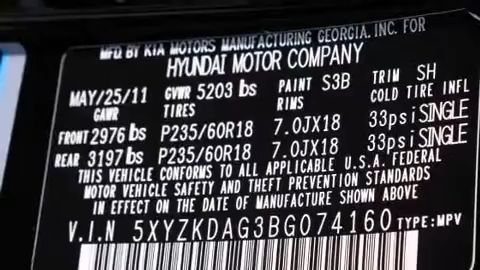 MFD. BY KIA MOTORS MANUFACTURING GEORGIA. INC. FOR
HYUNDAI MOTOR COMPANY
MAY/25/11 GVWR 5203 lbs PAINT S3B TRIM SH
GAWR TIRES RIMS COLD TIRE INFL
FRONT 2976 lbs P235/60R18 7.0JX18 33psi SINGLE
REAR 3197 lbs P235/60R18 7.0JX18 33psi SINGLE
THIS VEHICLE CONFORMS TO ALL APPLICABLE U.S.A. FEDERAL
MOTOR VEHICLE SAFETY AND THEFT PREVENTION STANDARDS
IN EFFECT ON THE DATE OF MANUFACTURE SHOWN ABOVE
V.I.N 5XYZKDAG3BG074160 TYPE:MPV